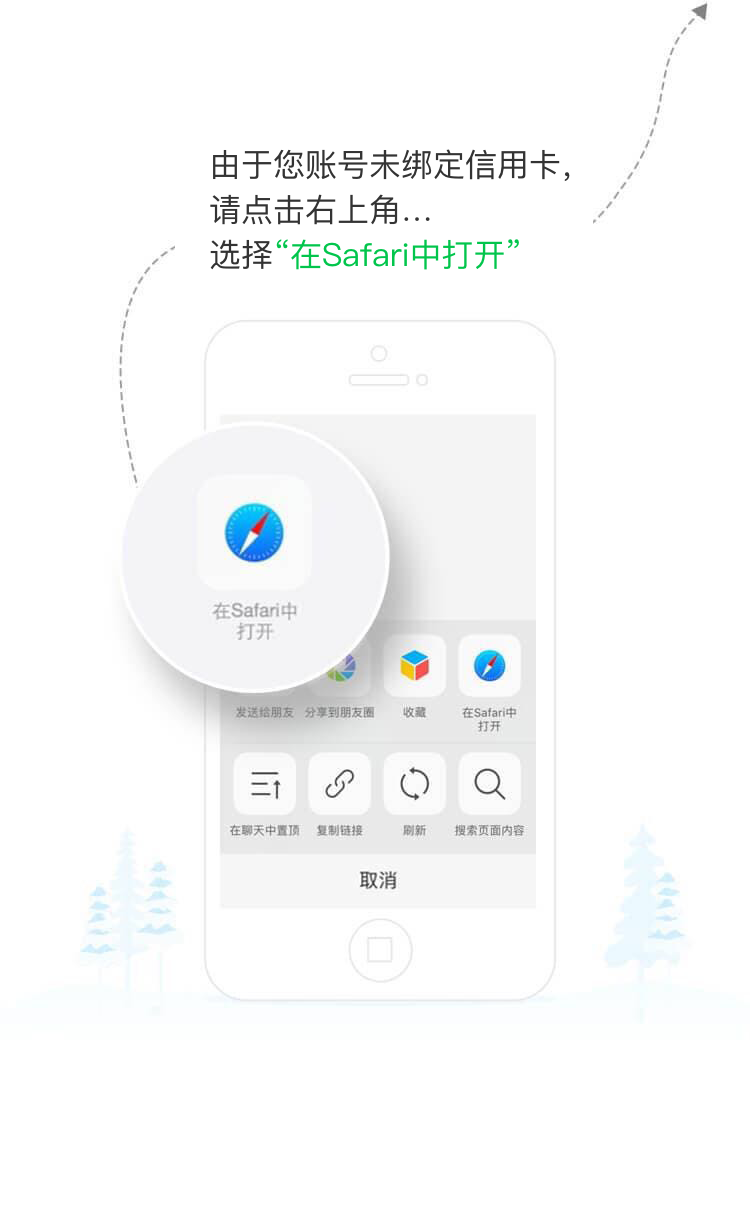 由于您账号未绑定信用卡，
请点击右上角…
选择“在Safari中打开”
在Safari中
打开
发送给朋友 分享到朋友圈 收藏 在Safari中
打开
在聊天中置顶 复制链接 刷新 搜索页面内容
取消